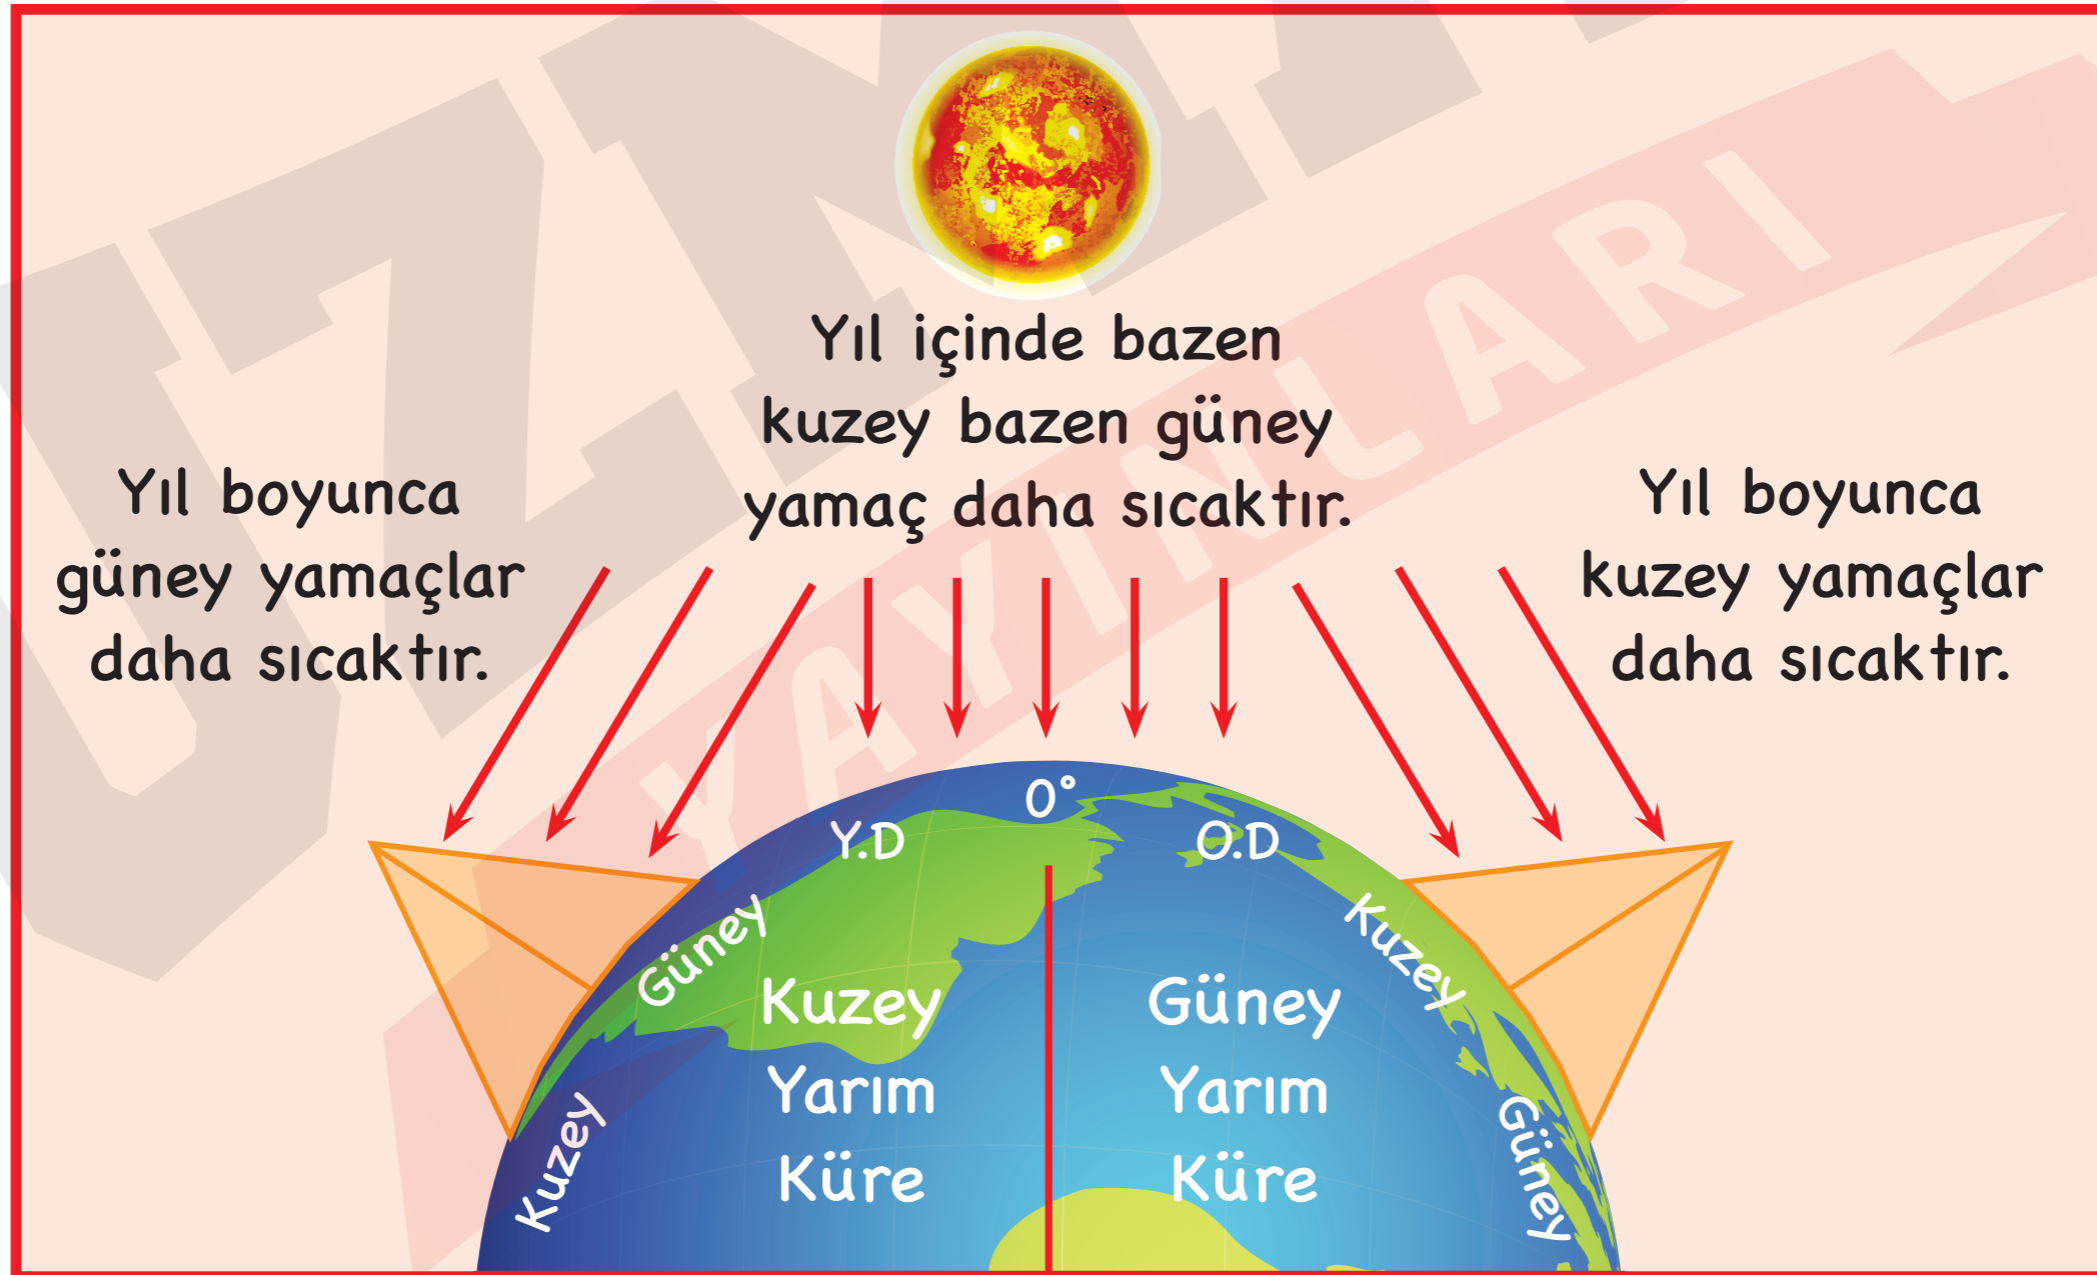 Yıl içinde bazen
kuzey bazen güney
yamaç daha sıcaktır.
Yıl boyunca
güney yamaçlar
daha sıcaktır.
Yıl boyunca
kuzey yamaçlar
daha sıcaktır.
0°
Y.D
O.D
Güney
Kuzey
Kuzey
Yarım
Küre
Güney
Yarım
Küre
Kuzey
Güney
YAYINLARI